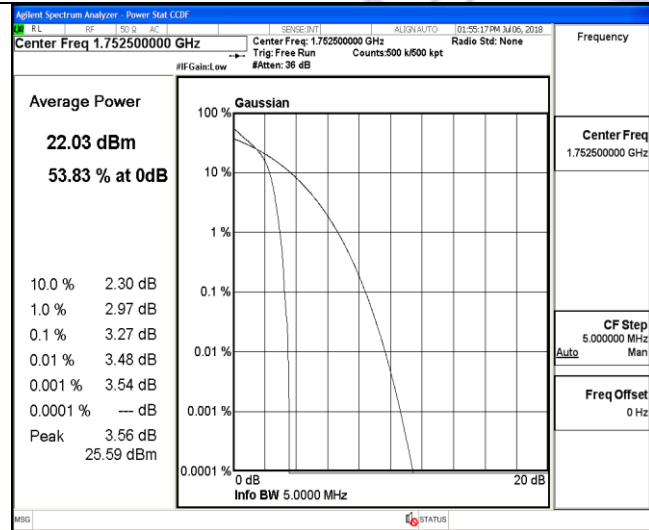 Agilent Spectrum Analyzer - Power Stat CCDF
RL RF 50 Ω AC SENSE:INT ALIGN AUTO 01:55:17 PM Jul 06, 2018
Center Freq 1.752500000 GHz
Center Freq: 1.752500000 GHz Radio Std: None
Trig: Free Run Counts:500 k/500 kpt
#IFGain:Low #Atten: 36 dB
Frequency
Average Power
22.03 dBm
53.83 % at 0dB
10.0 % 2.30 dB
1.0 % 2.97 dB
0.1 % 3.27 dB
0.01 % 3.48 dB
0.001 % 3.54 dB
0.0001 % --- dB
Peak 3.56 dB
25.59 dBm
Gaussian
100 %
10 %
1 %
0.1 %
0.01 %
0.001 %
0.0001 %
0 dB 20 dB
Info BW 5.0000 MHz
Center Freq
1.752500000 GHz
CF Step
5.000000 MHz
Auto Man
Freq Offset
0 Hz
MSG STATUS